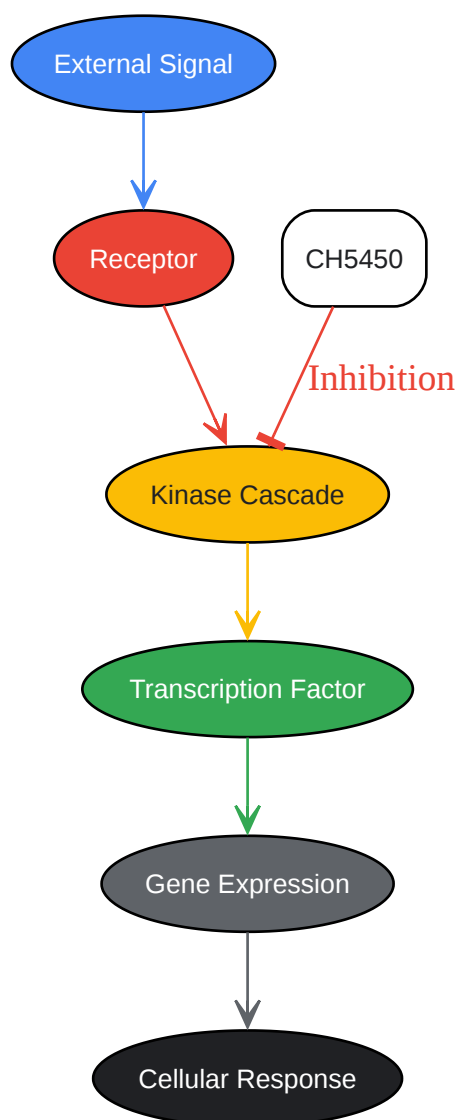 External Signal
Receptor
CH5450
Inhibition
Kinase Cascade
Transcription Factor
Gene Expression
Cellular Response